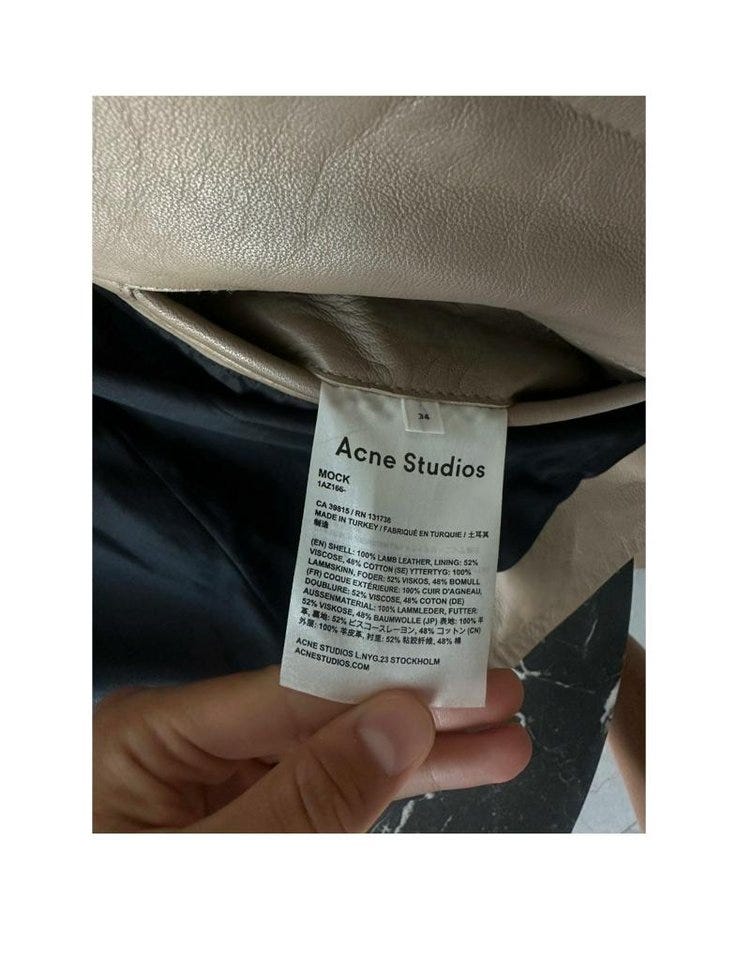 34
Acne Studios
MOCK
1AZ166-
CA 39815 / RN 131736
MADE IN TURKEY / FABRIQUÉ EN TURQUIE / 土耳其
制造
(EN) SHELL: 100% LAMB LEATHER, LINING: 52%
VISCOSE, 48% COTTON (SE) YTTERTYG: 100%
LAMMSKINN, FODER: 52% VISKOS, 48% BOMULL
(FR) COQUE EXTÉRIEURE: 100% CUIR D'AGNEAU,
DOUBLURE: 52% VISCOSE, 48% COTON (DE)
AUSSENMATERIAL: 100% LAMMLEDER, FUTTER:
52% VISKOSE, 48% BAUMWOLLE (JP) 表地: 100% 羊
革, 裏地: 52% ビスコースレーヨン, 48% コットン (CN)
外層: 100% 羊皮革, 衬里: 52% 粘胶纤维, 48% 棉
ACNE STUDIOS L.NYG.23 STOCKHOLM
ACNESTUDIOS.COM